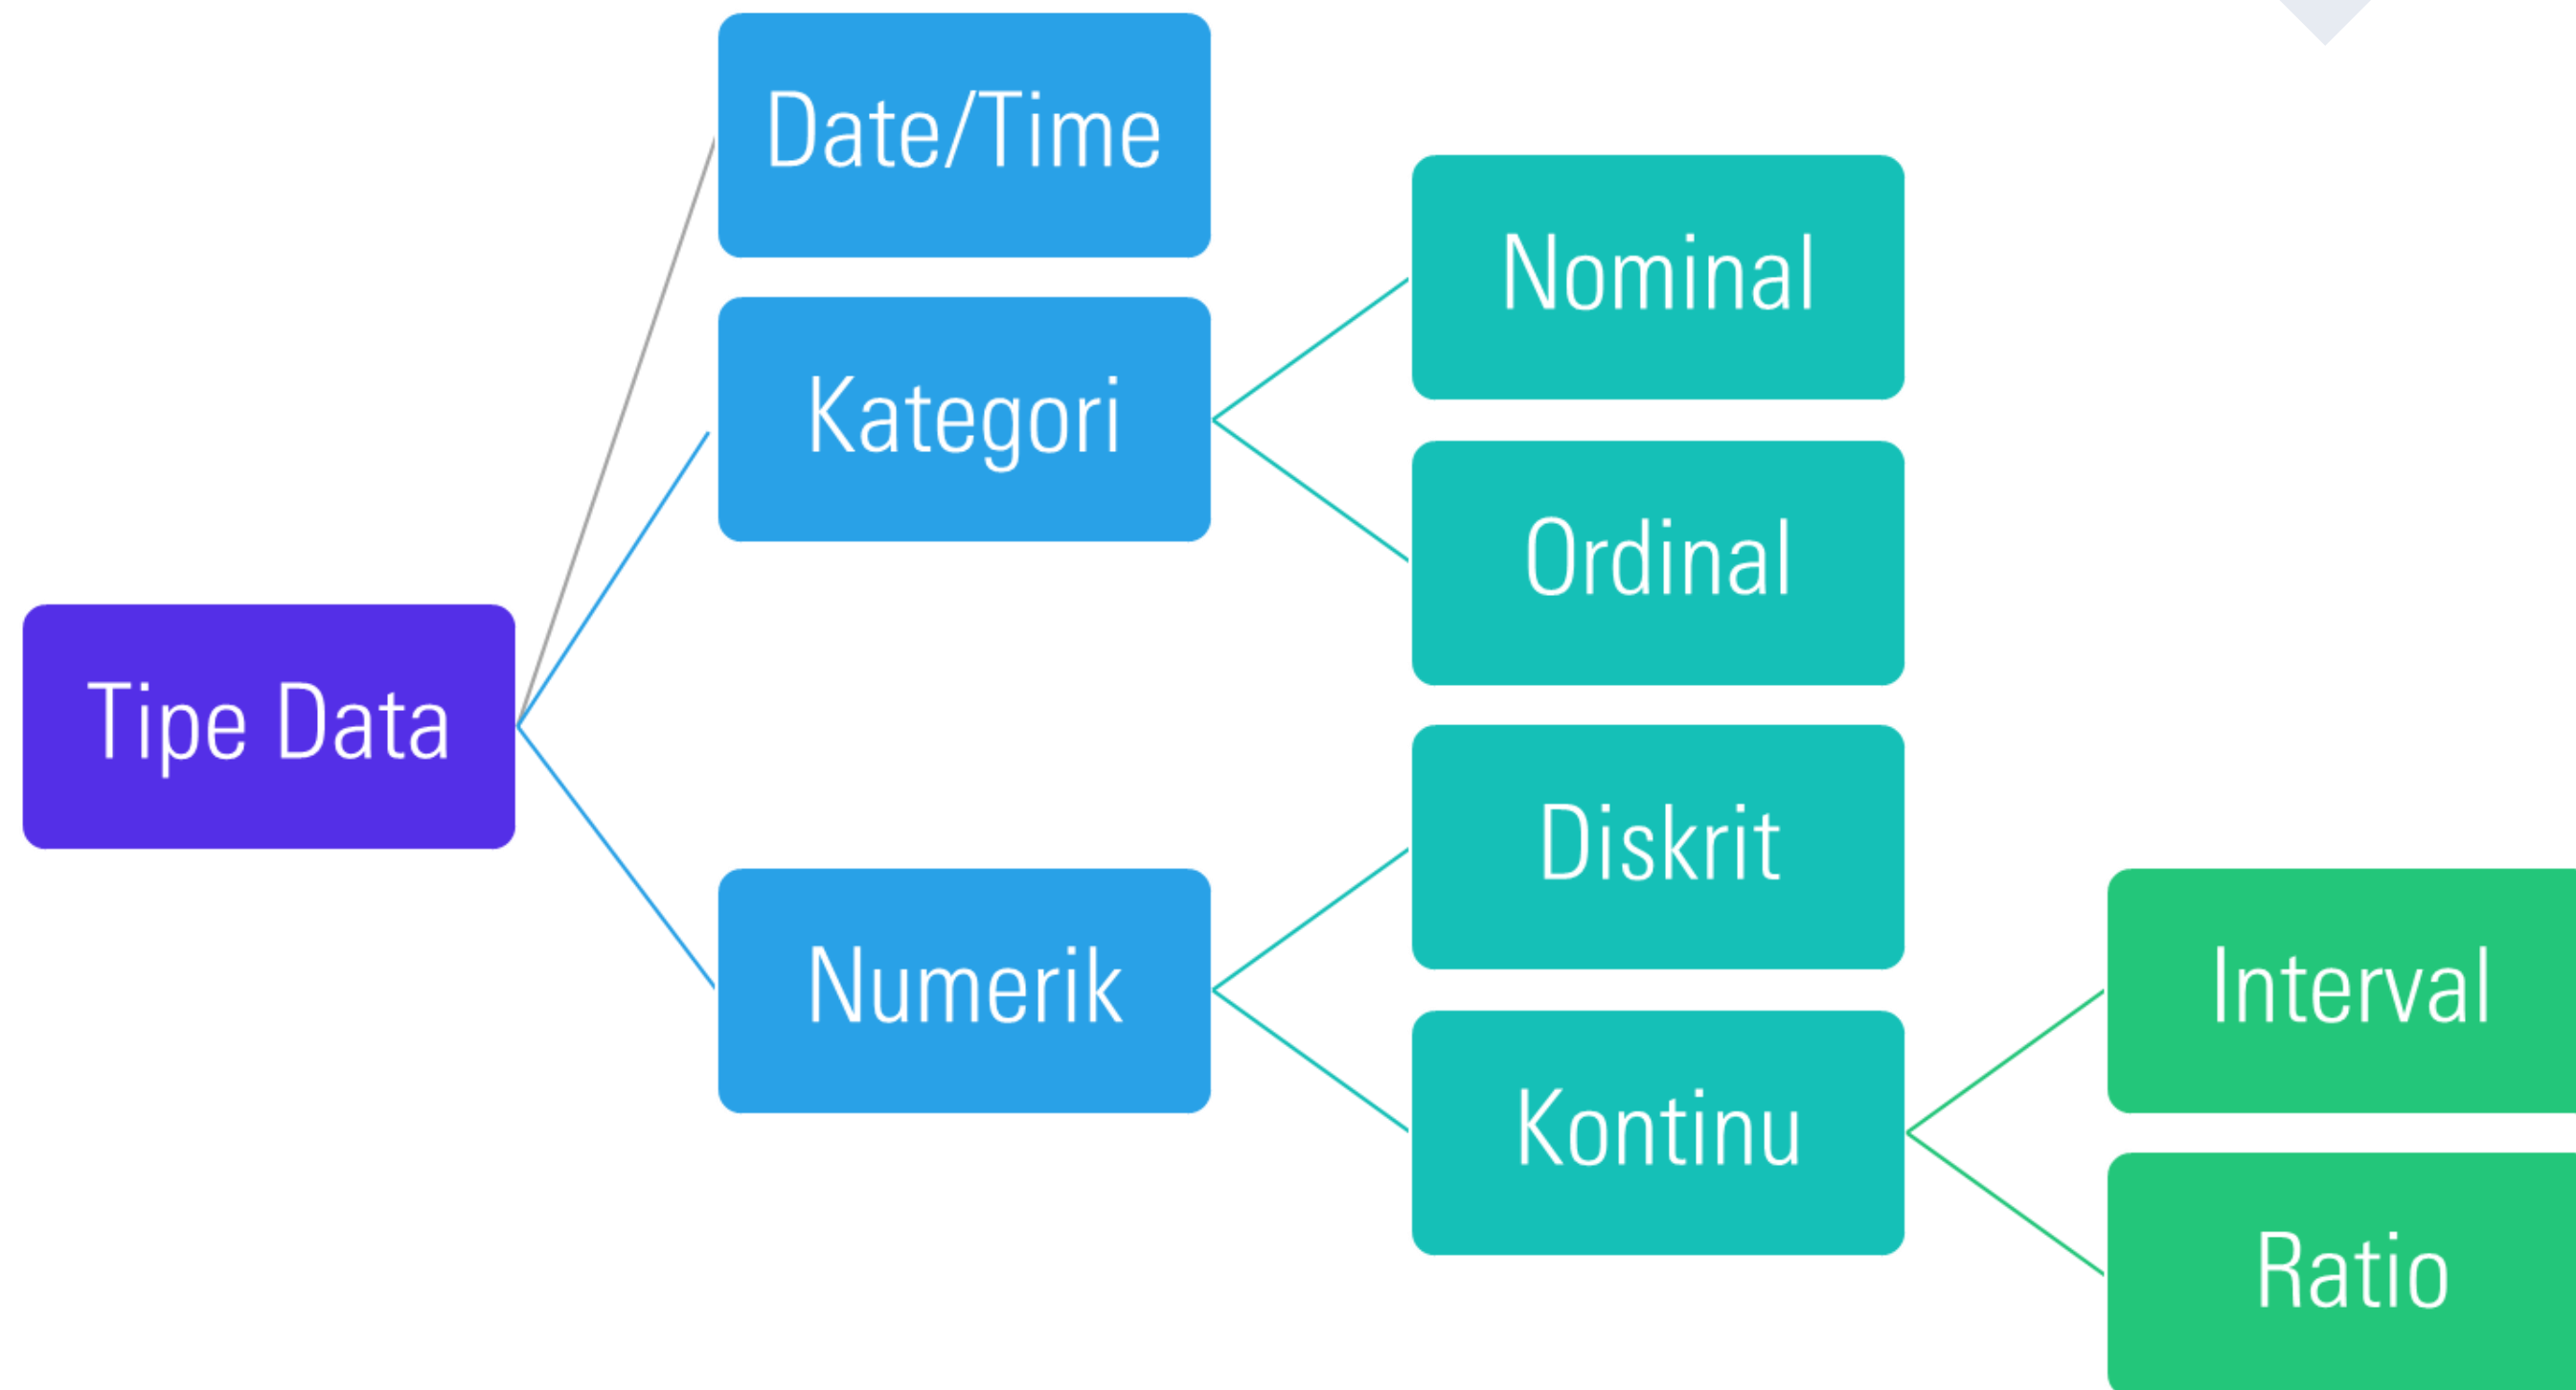 Tipe Data
Date/Time
Kategori
Numerik
Nominal
Ordinal
Diskrit
Kontinu
Interval
Ratio